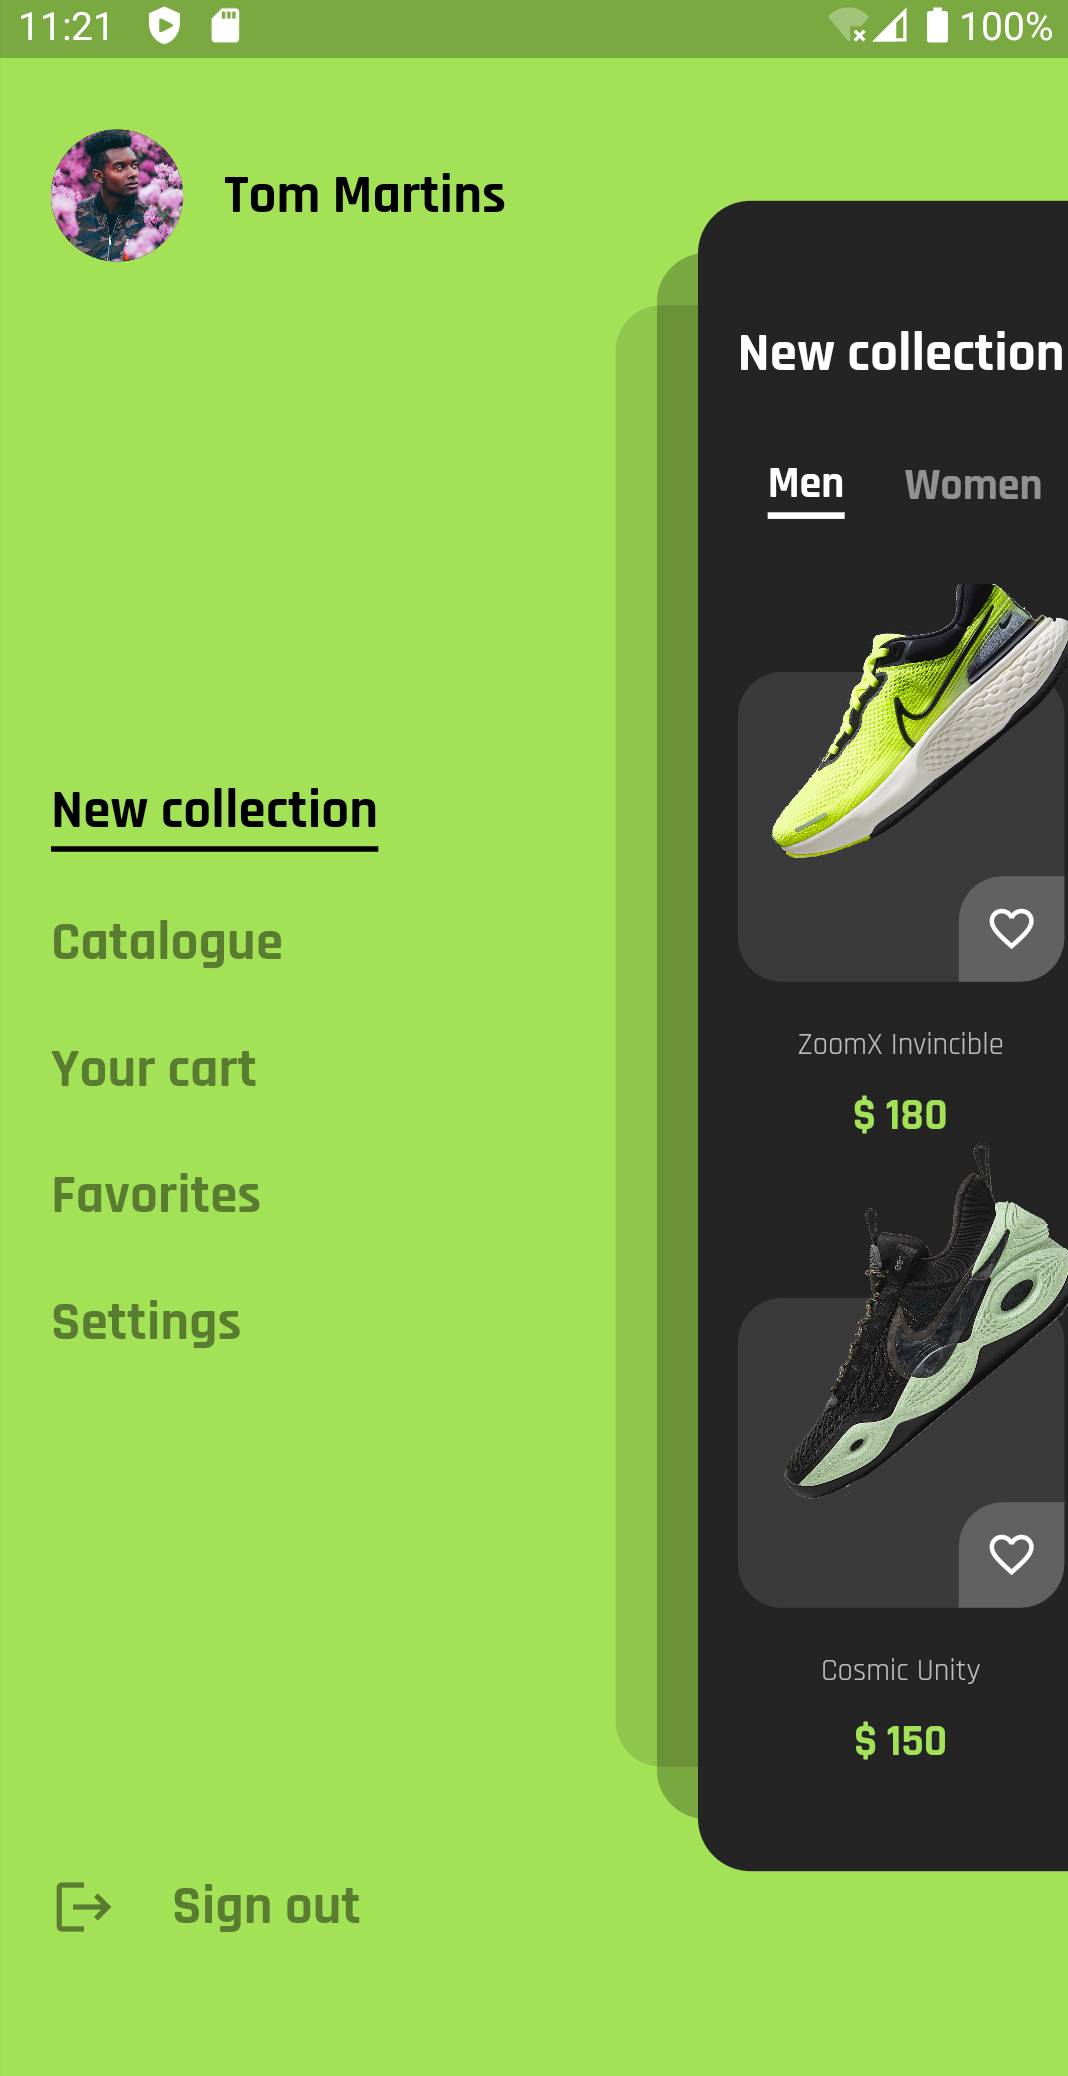 11:21
100%
Tom Martins
New collection
Catalogue
Your cart
Favorites
Settings
Sign out
New collection
Men
Women
ZoomX Invincible
$ 180
Cosmic Unity
$ 150